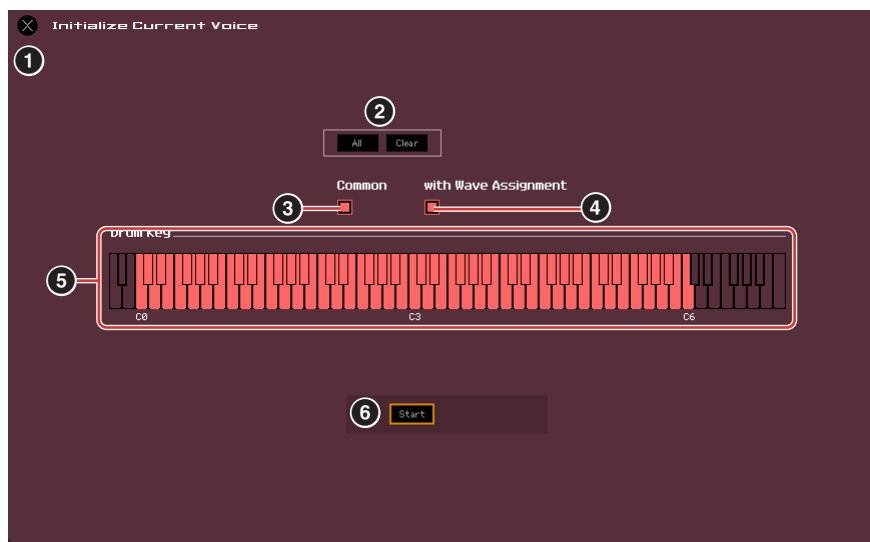 Initialize Current Voice
1
2
All Clear
Common with Wave Assignment
3 4
Drum Key
5
C0 C3 C6
6 Start